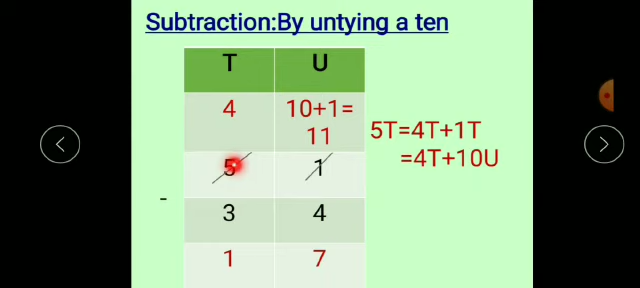 Subtraction:By untying a ten
T U
4 10+1=
11
5T=4T+1T
=4T+10U
5 1
- 3 4
1 7